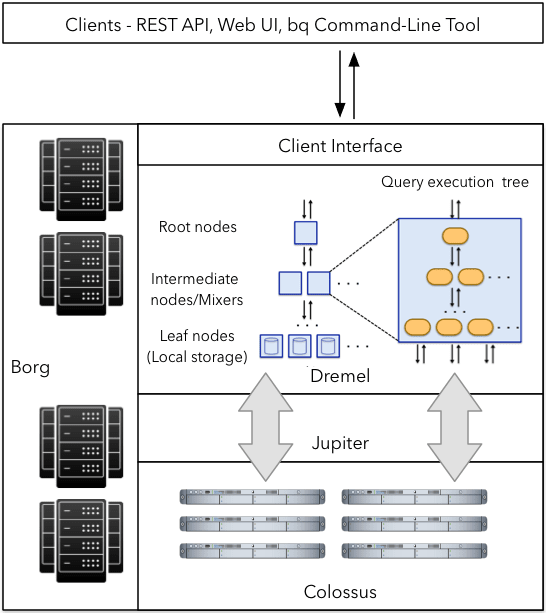 Clients - REST API, Web UI, bq Command-Line Tool
Client Interface
Query execution tree
Root nodes
Intermediate
nodes/Mixers
Leaf nodes
(Local storage)
Dremel
Borg
Jupiter
Colossus